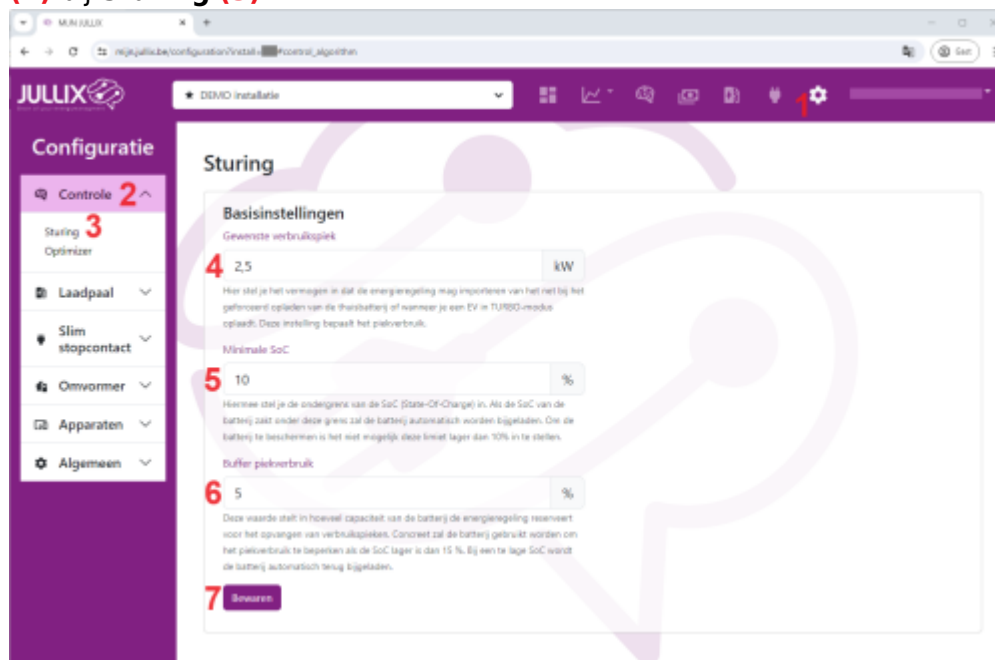 MIJN JULLIX
mijn.jullix.be/configuration?install=
#control_algorithm
Gast
JULLIX
★ DEMO installatie
1
Configuratie
Controle 2
Sturing 3
Optimizer
Laadpaal
Slim
stopcontact
Omvormer
Apparaten
Algemeen
Sturing
Basisinstellingen
Gewenste verbruikspiek
4 2,5 kW
Hier stel je het vermogen in dat de energieregeling mag importeren van het net bij het
geforceerd opladen van de thuisbatterij of wanneer je een EV in TURBO-modus
oplaadt. Deze instelling bepaalt het piekverbruik.
Minimale SoC
5 10 %
Hiermee stel je de ondergrens van de SoC (State-Of-Charge) in. Als de SoC van de
batterij zakt onder deze grens zal de batterij automatisch worden bijgeladen. Om de
batterij te beschermen is het niet mogelijk deze limiet lager dan 10% in te stellen.
Buffer piekverbruik
6 5 %
Deze waarde stelt in hoeveel capaciteit van de batterij de energieregeling reserveert
voor het opvangen van verbruikspieken. Concreet zal de batterij gebruikt worden om
het piekverbruik te beperken als de SoC lager is dan 15 %. Bij een te lage SoC wordt
de batterij automatisch terug bijgeladen.
7 Bewaren